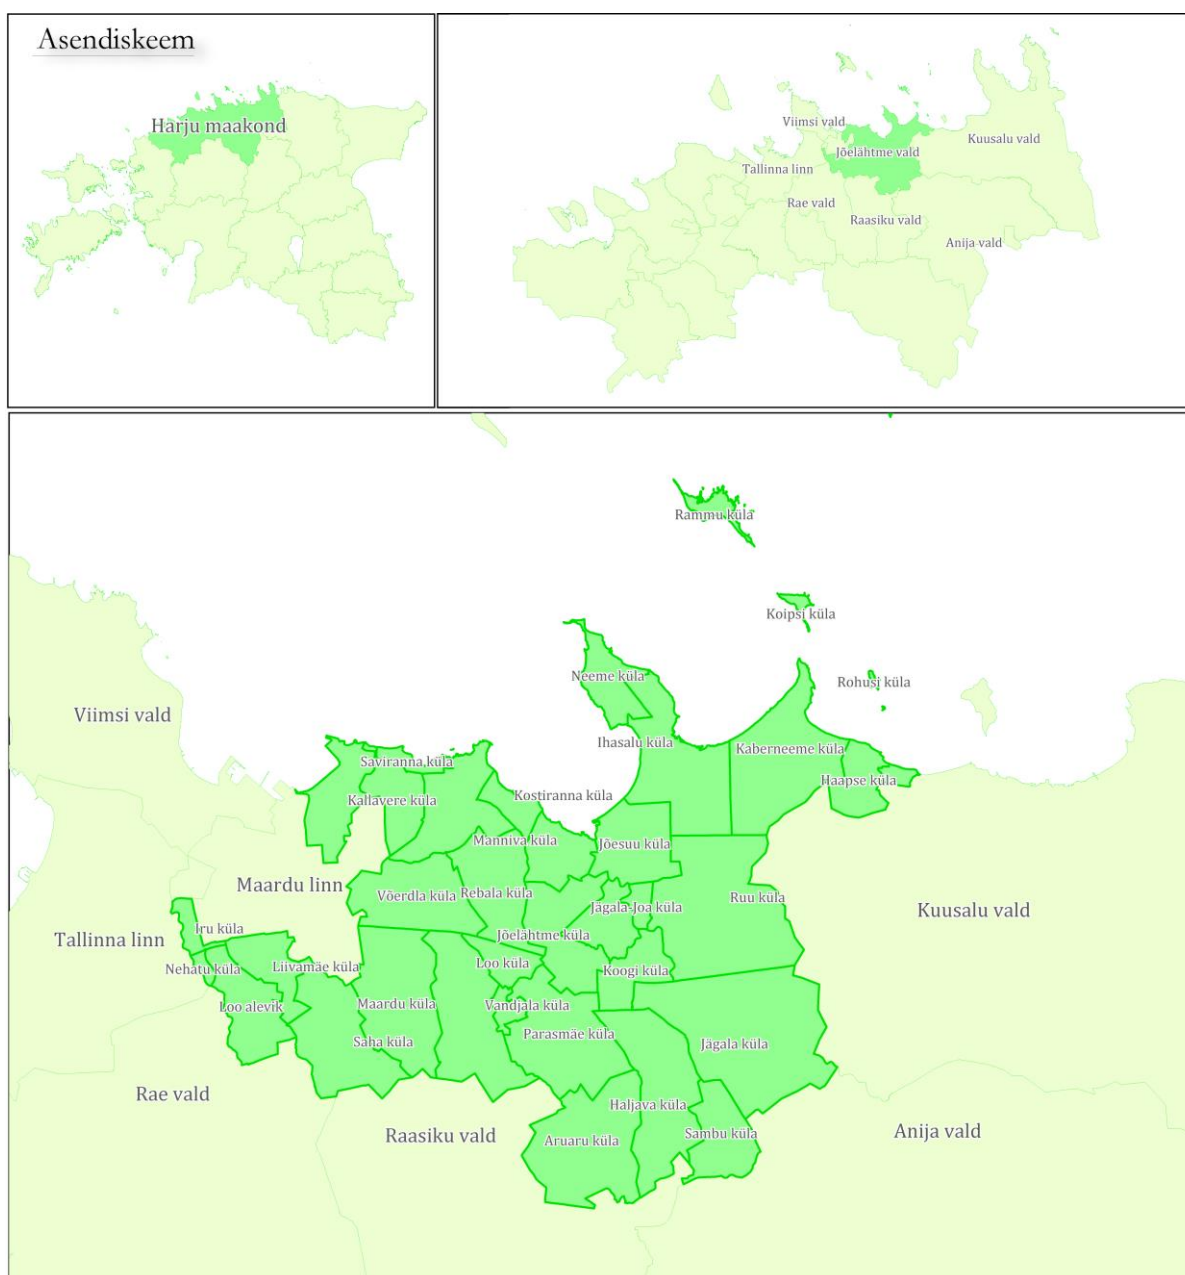 Asendiskeem
Harju maakond
Viimsi vald
Kuusalu vald
Jõelähtme vald
Tallinna linn
Rae vald
Raasiku vald
Anija vald
Rammu küla
Koipsi küla
Neeme küla
Rohusi küla
Viimsi vald
Ihasalu küla
Kaberneeme küla
Saviranna küla
Haapse küla
Kallavere küla
Kostiranna küla
Manniva küla
Jõesuu küla
Maardu linn
Võerdla küla
Rebala küla
Ruu küla
Jägala-Joa küla
Kuusalu vald
Iru küla
Jõelähtme küla
Tallinna linn
Nehatu küla
Liivamäe küla
Loo küla
Koogi küla
Loo alevik
Maardu küla
Vandjala küla
Parasmäe küla
Saha küla
Jägala küla
Rae vald
Haljava küla
Raasiku vald
Aruaru küla
Sambu küla
Anija vald